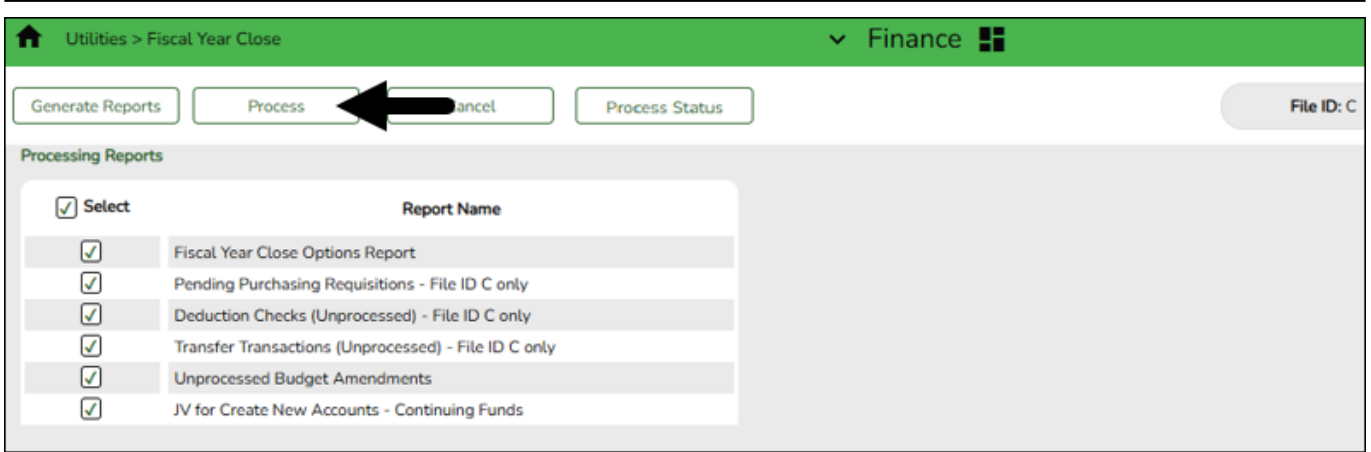 Utilities > Fiscal Year Close
Finance
Generate Reports
Process
ancel
Process Status
File ID: C
Processing Reports
Select
Report Name
Fiscal Year Close Options Report
Pending Purchasing Requisitions - File ID C only
Deduction Checks (Unprocessed) - File ID C only
Transfer Transactions (Unprocessed) - File ID C only
Unprocessed Budget Amendments
JV for Create New Accounts - Continuing Funds